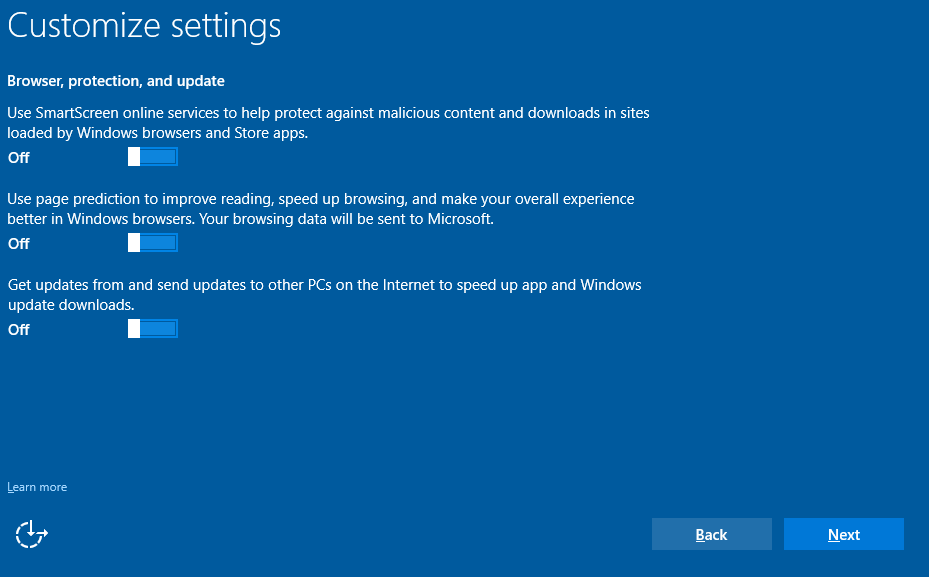 Customize settings
Browser, protection, and update
Use SmartScreen online services to help protect against malicious content and downloads in sites
loaded by Windows browsers and Store apps.
Off
Use page prediction to improve reading, speed up browsing, and make your overall experience
better in Windows browsers. Your browsing data will be sent to Microsoft.
Off
Get updates from and send updates to other PCs on the Internet to speed up app and Windows
update downloads.
Off
Learn more
Back Next